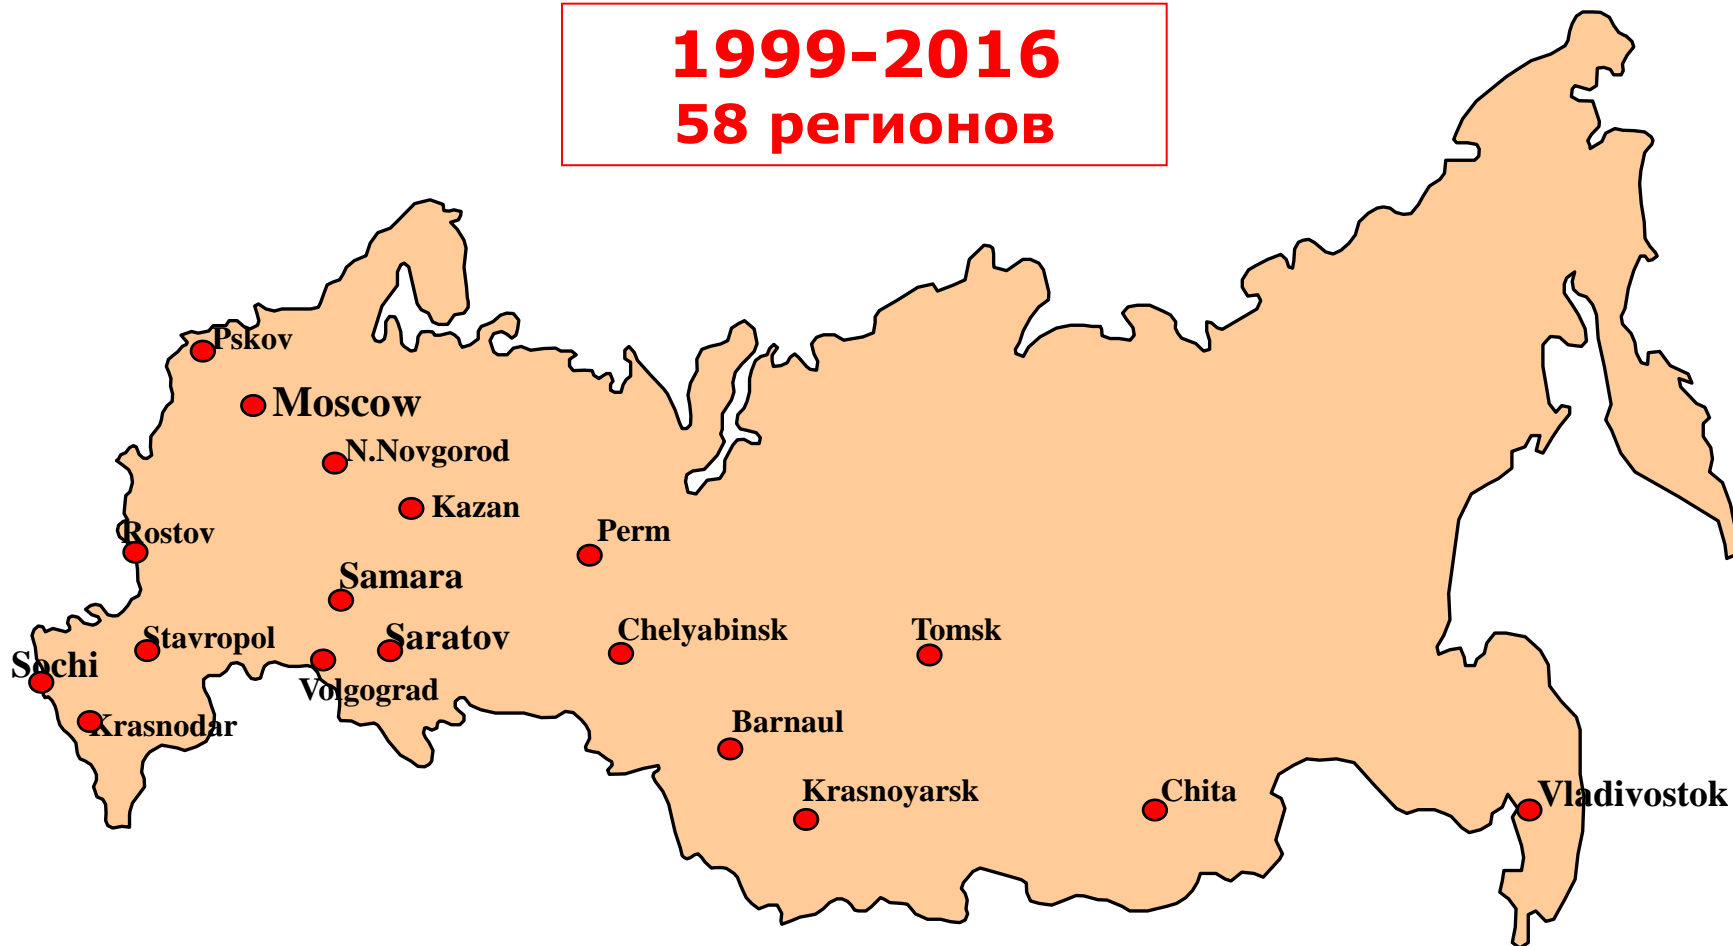 1999-2016
58 регионов
Pskov
Moscow
N.Novgorod
Kazan
Rostov
Perm
Samara
Stavropol
Saratov
Chelyabinsk
Tomsk
Sochi
Volgograd
Krasnodar
Barnaul
Krasnoyarsk
Chita
Vladivostok